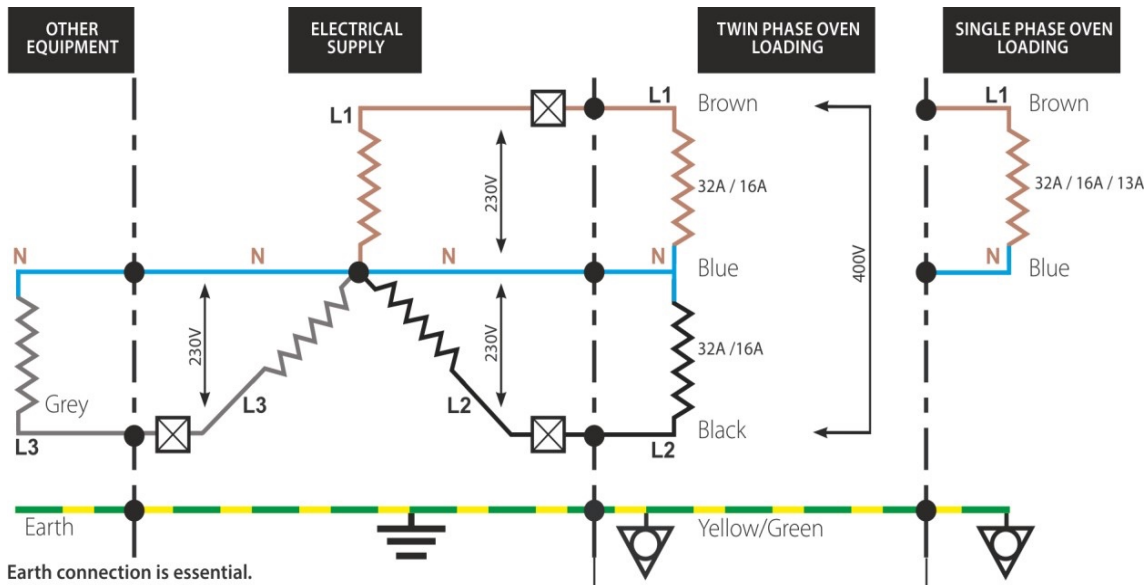 OTHER
EQUIPMENT
ELECTRICAL
SUPPLY
TWIN PHASE OVEN
LOADING
SINGLE PHASE OVEN
LOADING
L1
L1
Brown
L1
Brown
230V
32A / 16A
400V
32A / 16A / 13A
N
N
N
N
Blue
N
Blue
230V
230V
32A /16A
Grey
L3
L2
L3
L2
Black
Earth
Yellow/Green
Earth connection is essential.